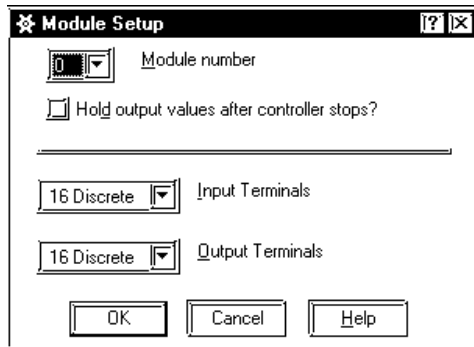 Module Setup ? X
0 Module number
Hold output values after controller stops?
16 Discrete Input Terminals
16 Discrete Output Terminals
OK Cancel Help